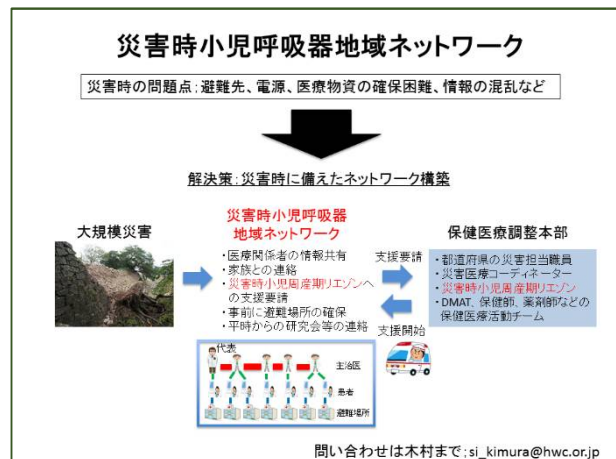 災害時小児呼吸器地域ネットワーク
災害時の問題点；避難先、電源、医療物資の確保困難、情報の混乱など
解決策：災害時に備えたネットワーク構築
大規模災害
災害時小児呼吸器
地域ネットワーク
・医療関係者の情報共有
・家族との連絡
・災害時小児周産期リエゾンへ
の支援要請
・事前に避難場所の確保
・平時からの研究会等の連絡
支援要請
支援開始
保健医療調整本部
・都道府県の災害担当職員
・災害医療コーディネーター
・災害時小児周産期リエゾン
・DMAT、保健師、薬剤師などの
保健医療活動チーム
代表
主治医
患者
避難場所
問い合わせは木村まで；si_kimura@hwc.or.jp